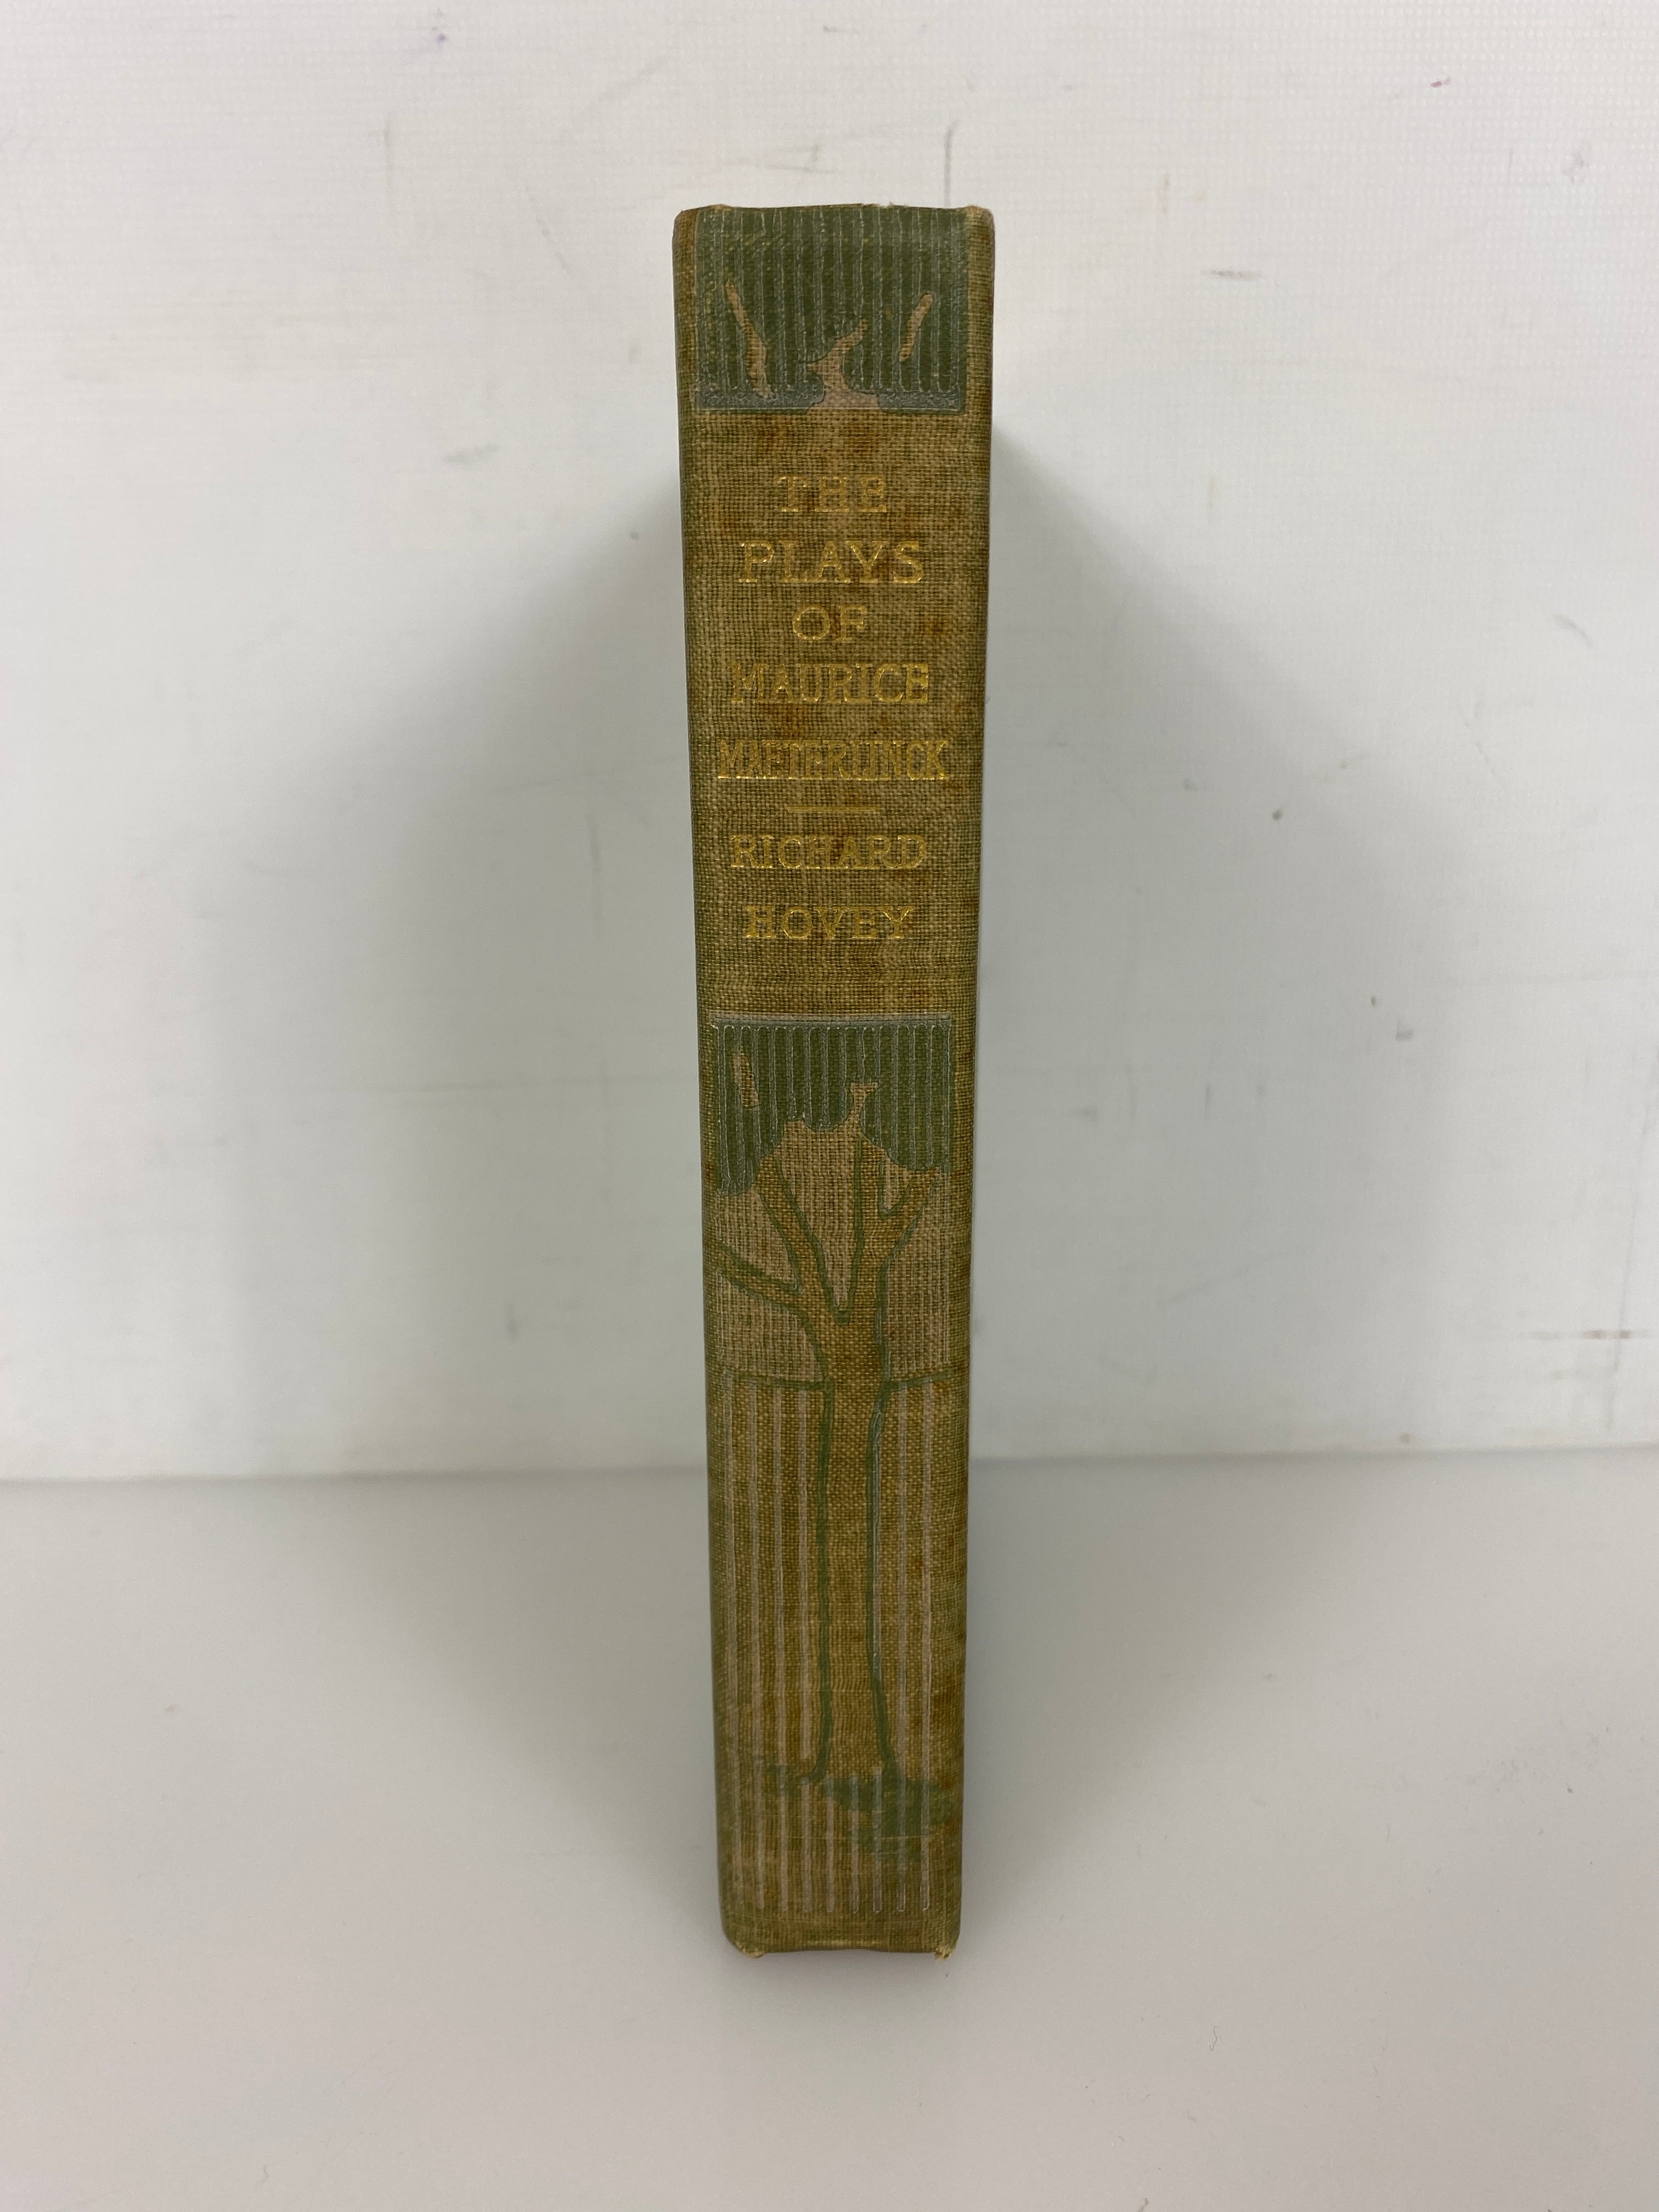 THE
PLAYS
OF
MAURICE
MAETERLINCK
RICHARD
HOVEY